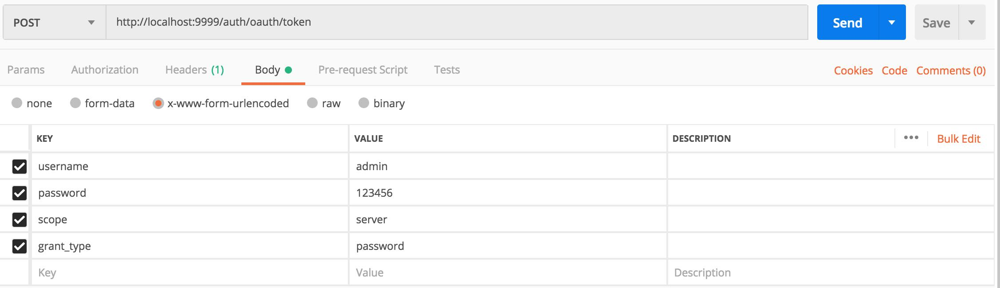 POST http://localhost:9999/auth/oauth/token Send Save
Params Authorization Headers (1) Body Pre-request Script Tests Cookies Code Comments (0)
none form-data x-www-form-urlencoded raw binary
KEY VALUE DESCRIPTION ••• Bulk Edit
username admin
password 123456
scope server
grant_type password
Key Value Description